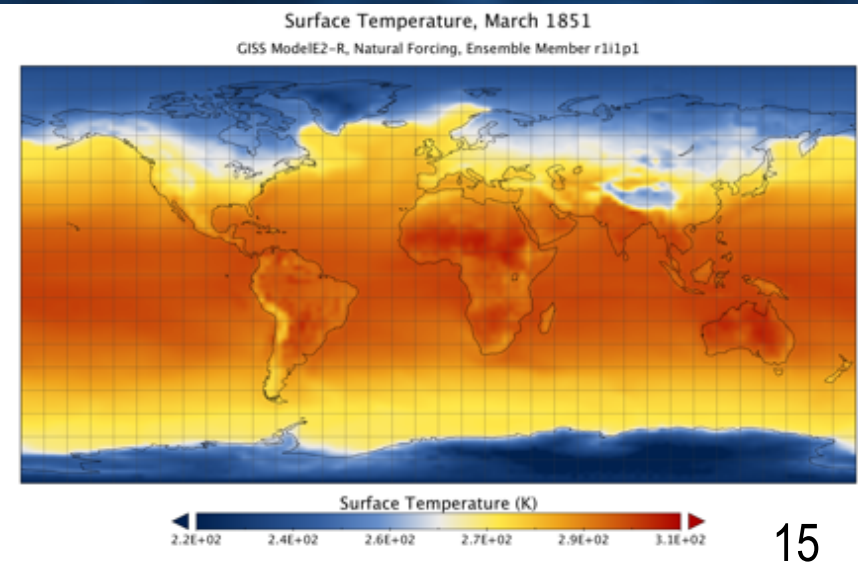 Surface Temperature, March 1851
GISS ModelE2-R, Natural Forcing, Ensemble Member r1i1p1
Surface Temperature (K)
2.2E+02 2.4E+02 2.6E+02 2.7E+02 2.9E+02 3.1E+02
15